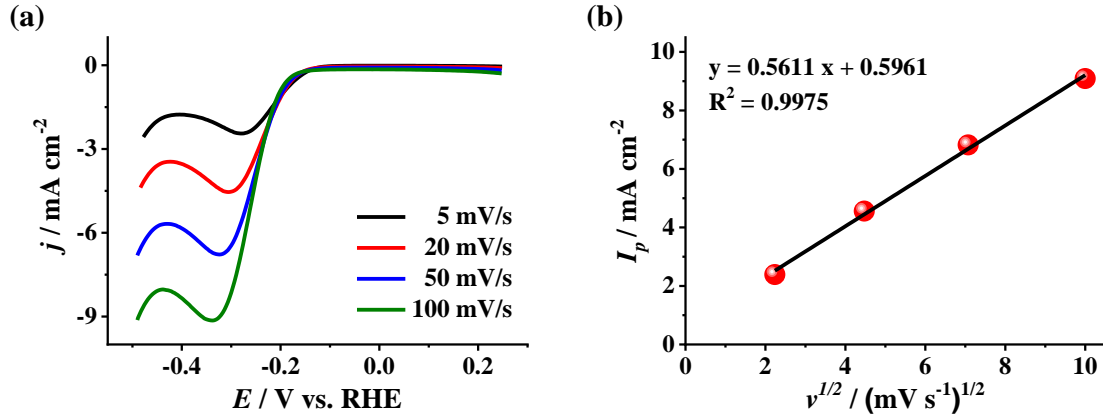 (a)
0
-3
-6
-9
j / mA cm⁻²
5 mV/s
20 mV/s
50 mV/s
100 mV/s
-0.4 -0.2 0.0 0.2
E / V vs. RHE
(b)
y = 0.5611 x + 0.5961
R² = 0.9975
10
8
6
4
2
0
I_p / mA cm⁻²
0 2 4 6 8 10
v^1/2 / (mV s⁻¹)^1/2